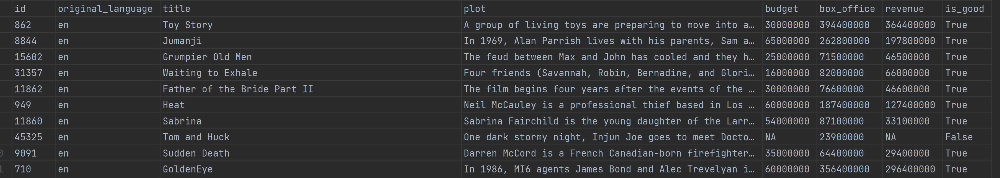 id original_language title plot budget box_office revenue is_good
862 en Toy Story A group of living toys are preparing to move into a… 30000000 394400000 364400000 True
8844 en Jumanji In 1969, Alan Parrish lives with his parents, Sam a… 65000000 262800000 197800000 True
15602 en Grumpier Old Men The feud between Max and John has cooled and they h… 25000000 71500000 46500000 True
31357 en Waiting to Exhale Four friends (Savannah, Robin, Bernadine, and Glori… 16000000 82000000 66000000 True
11862 en Father of the Bride Part II The film begins four years after the events of the … 30000000 76600000 46600000 True
949 en Heat Neil McCauley is a professional thief based in Los … 60000000 187400000 127400000 True
11860 en Sabrina Sabrina Fairchild is the young daughter of the Larr… 54000000 87100000 33100000 True
45325 en Tom and Huck One dark stormy night, Injun Joe goes to meet Docto… NA 23900000 NA False
0 9091 en Sudden Death Darren McCord is a French Canadian-born firefighter… 35000000 64400000 29400000 True
1 710 en GoldenEye In 1986, MI6 agents James Bond and Alec Trevelyan i… 60000000 356400000 296400000 True